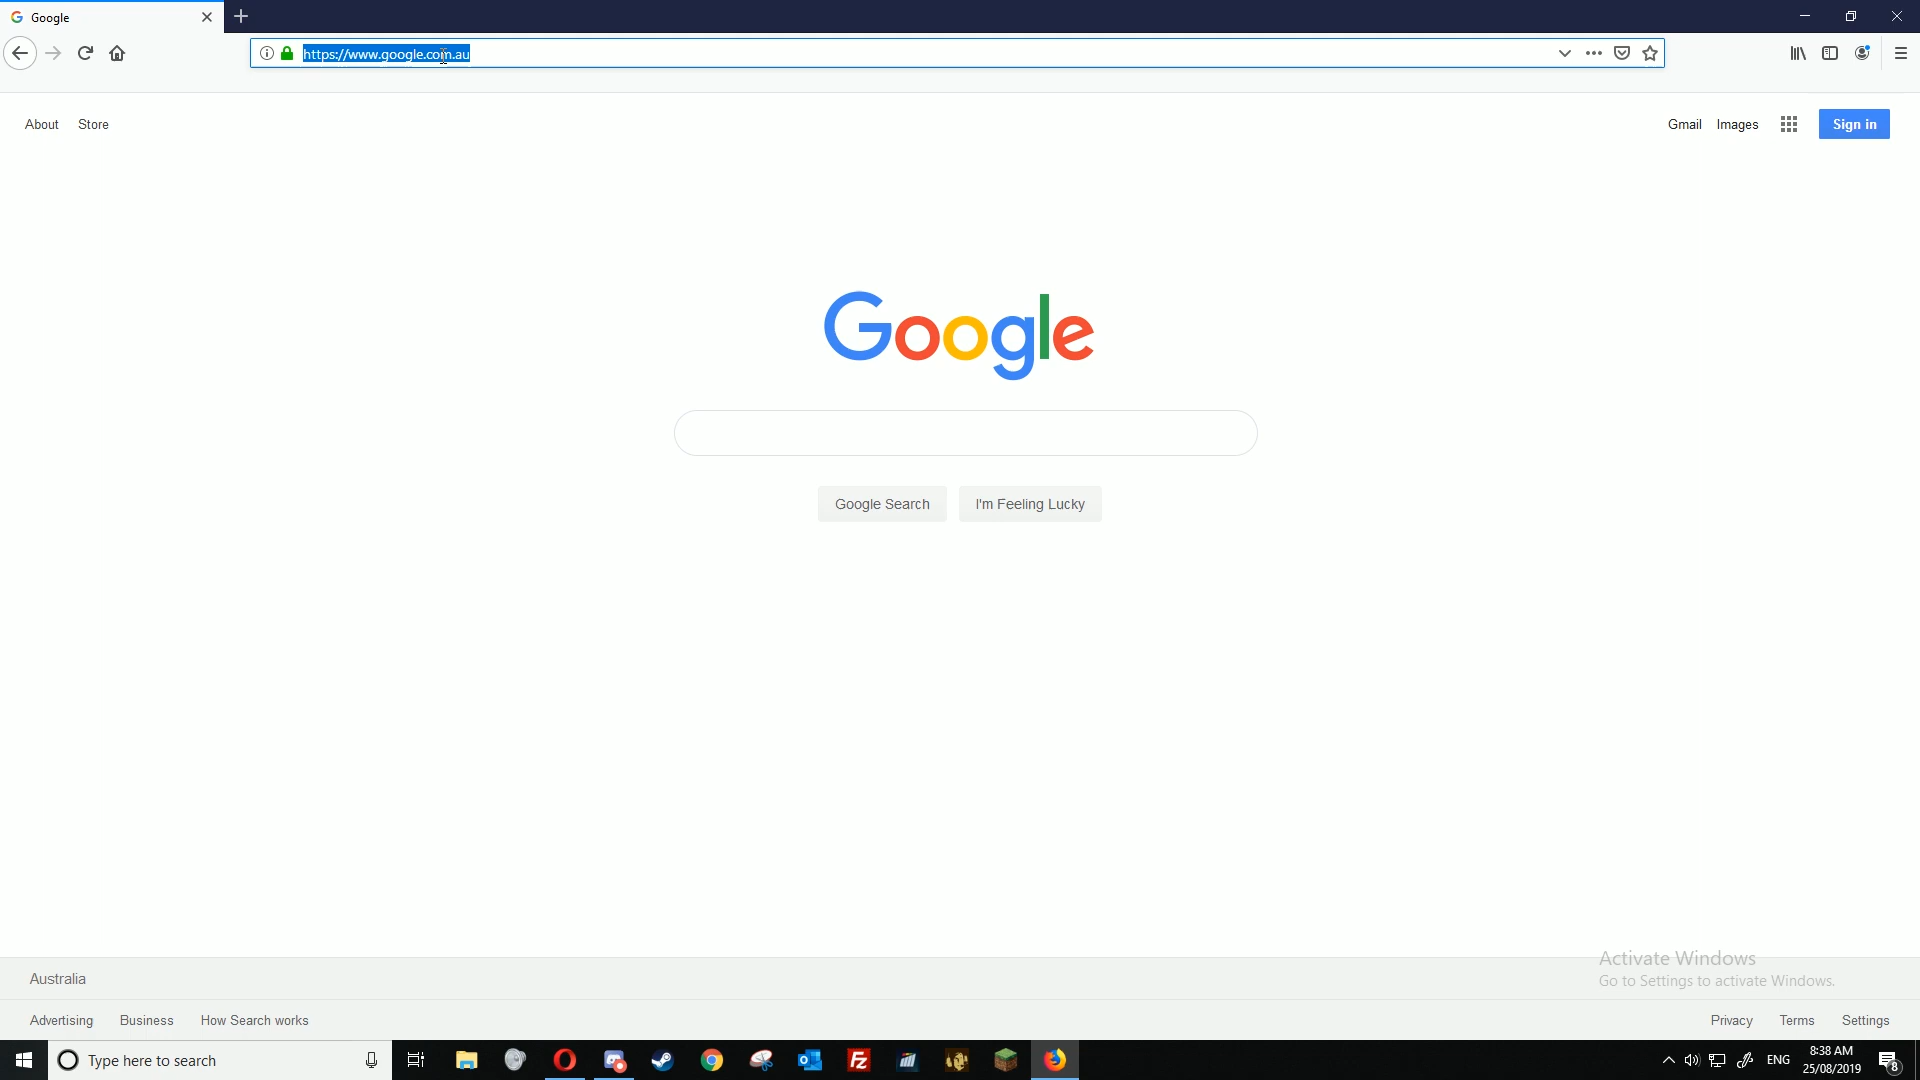 Google
https://www.google.com.au
About Store
Gmail Images Sign in
Google
Google Search I'm Feeling Lucky
Activate Windows
Go to Settings to activate Windows.
Australia
Advertising Business How Search works
Privacy Terms Settings
Type here to search
ENG
8:38 AM
25/08/2019
8